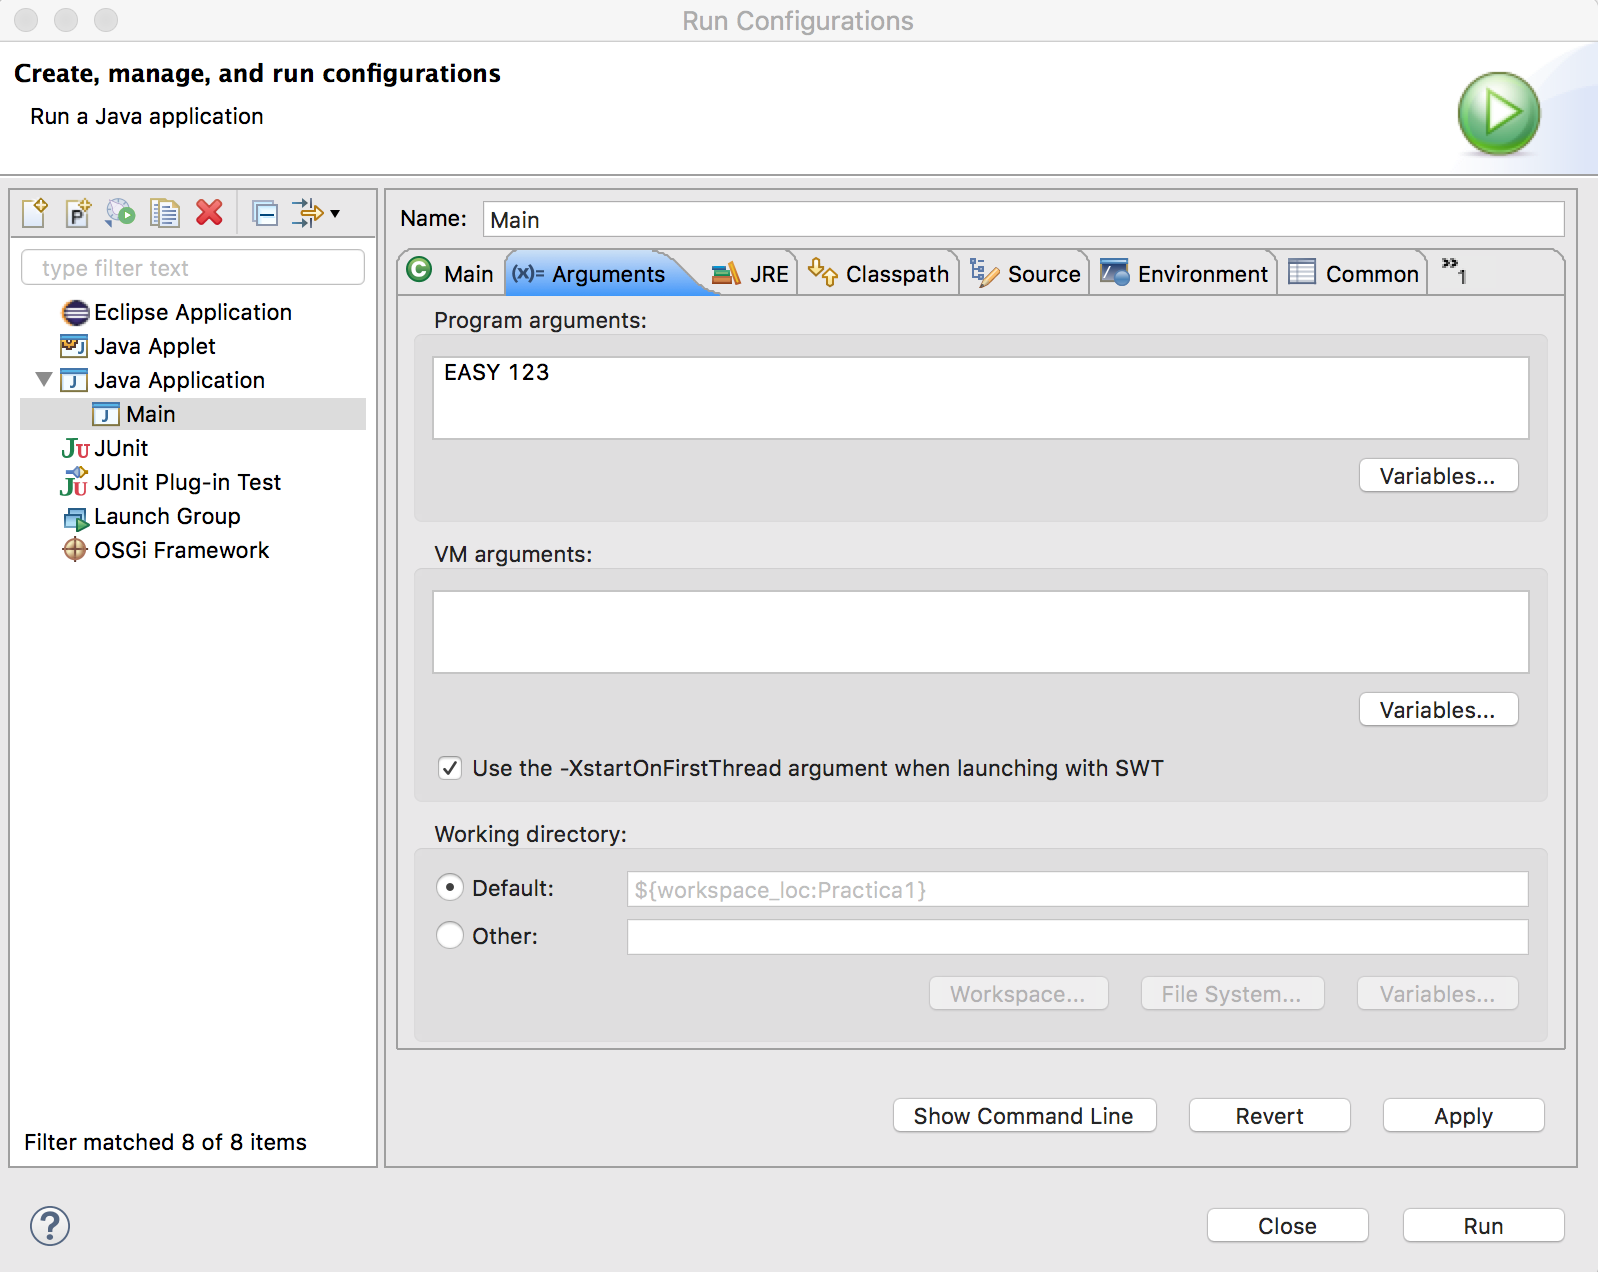 Run Configurations
Create, manage, and run configurations
Run a Java application
type filter text
Eclipse Application
Java Applet
Java Application
Main
JUnit
JUnit Plug-in Test
Launch Group
OSGi Framework
Filter matched 8 of 8 items
Name: Main
Main (x)= Arguments JRE Classpath Source Environment Common »1
Program arguments:
EASY 123
Variables...
VM arguments:
Variables...
Use the -XstartOnFirstThread argument when launching with SWT
Working directory:
Default: ${workspace_loc:Practica1}
Other:
Workspace... File System... Variables...
Show Command Line Revert Apply
? Close Run